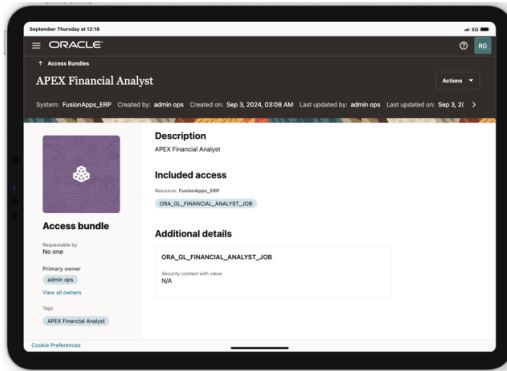 September Thursday at 12:16
5G
ORACLE
RG
Access Bundles
APEX Financial Analyst
Actions
System: FusionApps_ERP Created by: admin ops Created on: Sep 3, 2024, 03:08 AM Last updated by: admin ops Last updated on: Sep 3, 2(
Description
APEX Financial Analyst
Included access
Resource: FusionApps_ERP
ORA_GL_FINANCIAL_ANALYST_JOB
Access bundle
Requestable by
No one
Primary owner
admin ops
View all owners
Tags
APEX Financial Analyst
Additional details
ORA_GL_FINANCIAL_ANALYST_JOB
Security context with value
N/A
Cookie Preferences